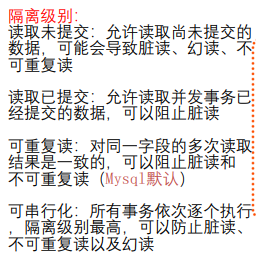 隔离级别：
读取未提交：允许读取尚未提交的
数据，可能会导致脏读、幻读、不
可重复读
读取已提交：允许读取并发事务已
经提交的数据，可以阻止脏读
可重复读：对同一字段的多次读取
结果是一致的，可以阻止脏读和
不可重复读（Mysql默认）
可串行化：所有事务依次逐个执行
，隔离级别最高，可以防止脏读、
不可重复读以及幻读